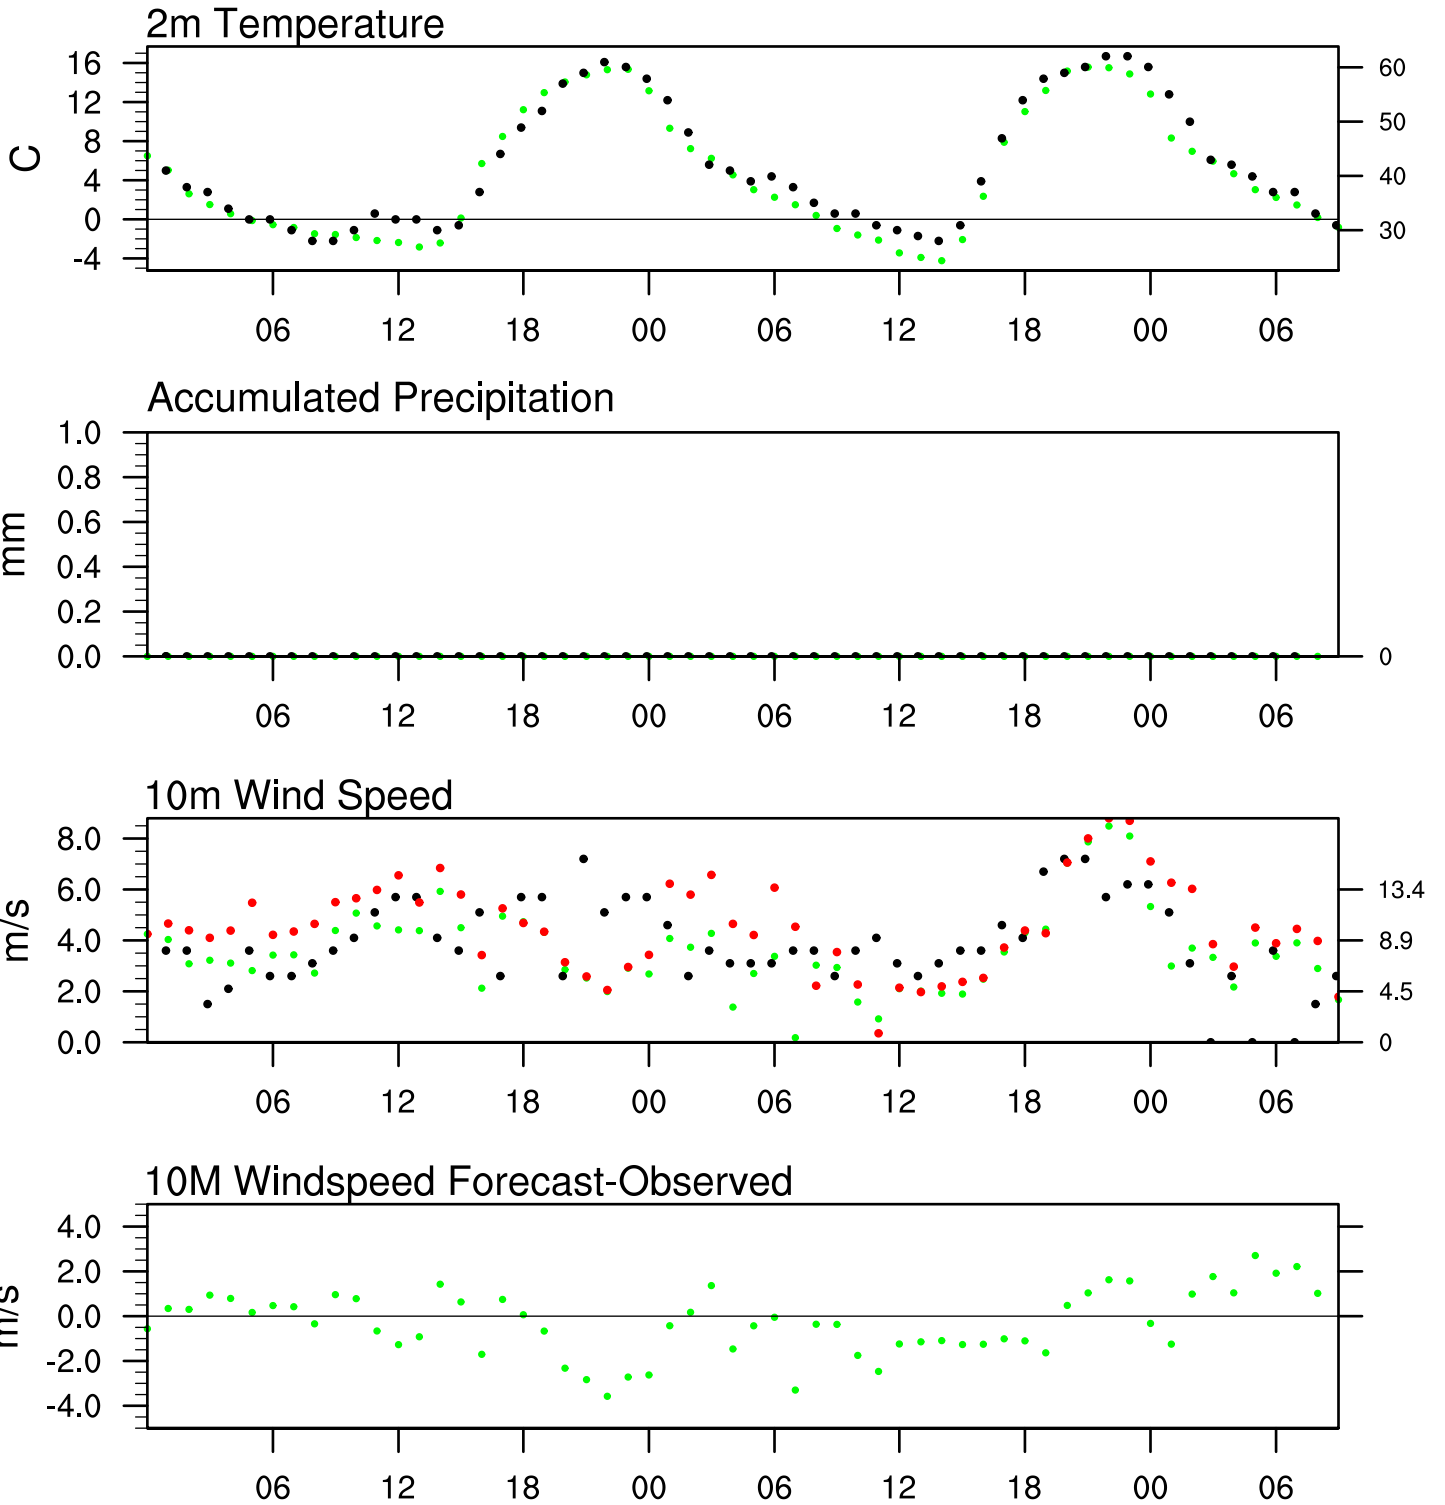 2m Temperature
16
12
8
4
0
-4
C
60
50
40
30
06 12 18 00 06 12 18 00 06
Accumulated Precipitation
1.0
0.8
0.6
0.4
0.2
0.0
mm
0
06 12 18 00 06 12 18 00 06
10m Wind Speed
8.0
6.0
4.0
2.0
0.0
m/s
13.4
8.9
4.5
0
06 12 18 00 06 12 18 00 06
10M Windspeed Forecast-Observed
4.0
2.0
0.0
-2.0
-4.0
m/s
06 12 18 00 06 12 18 00 06